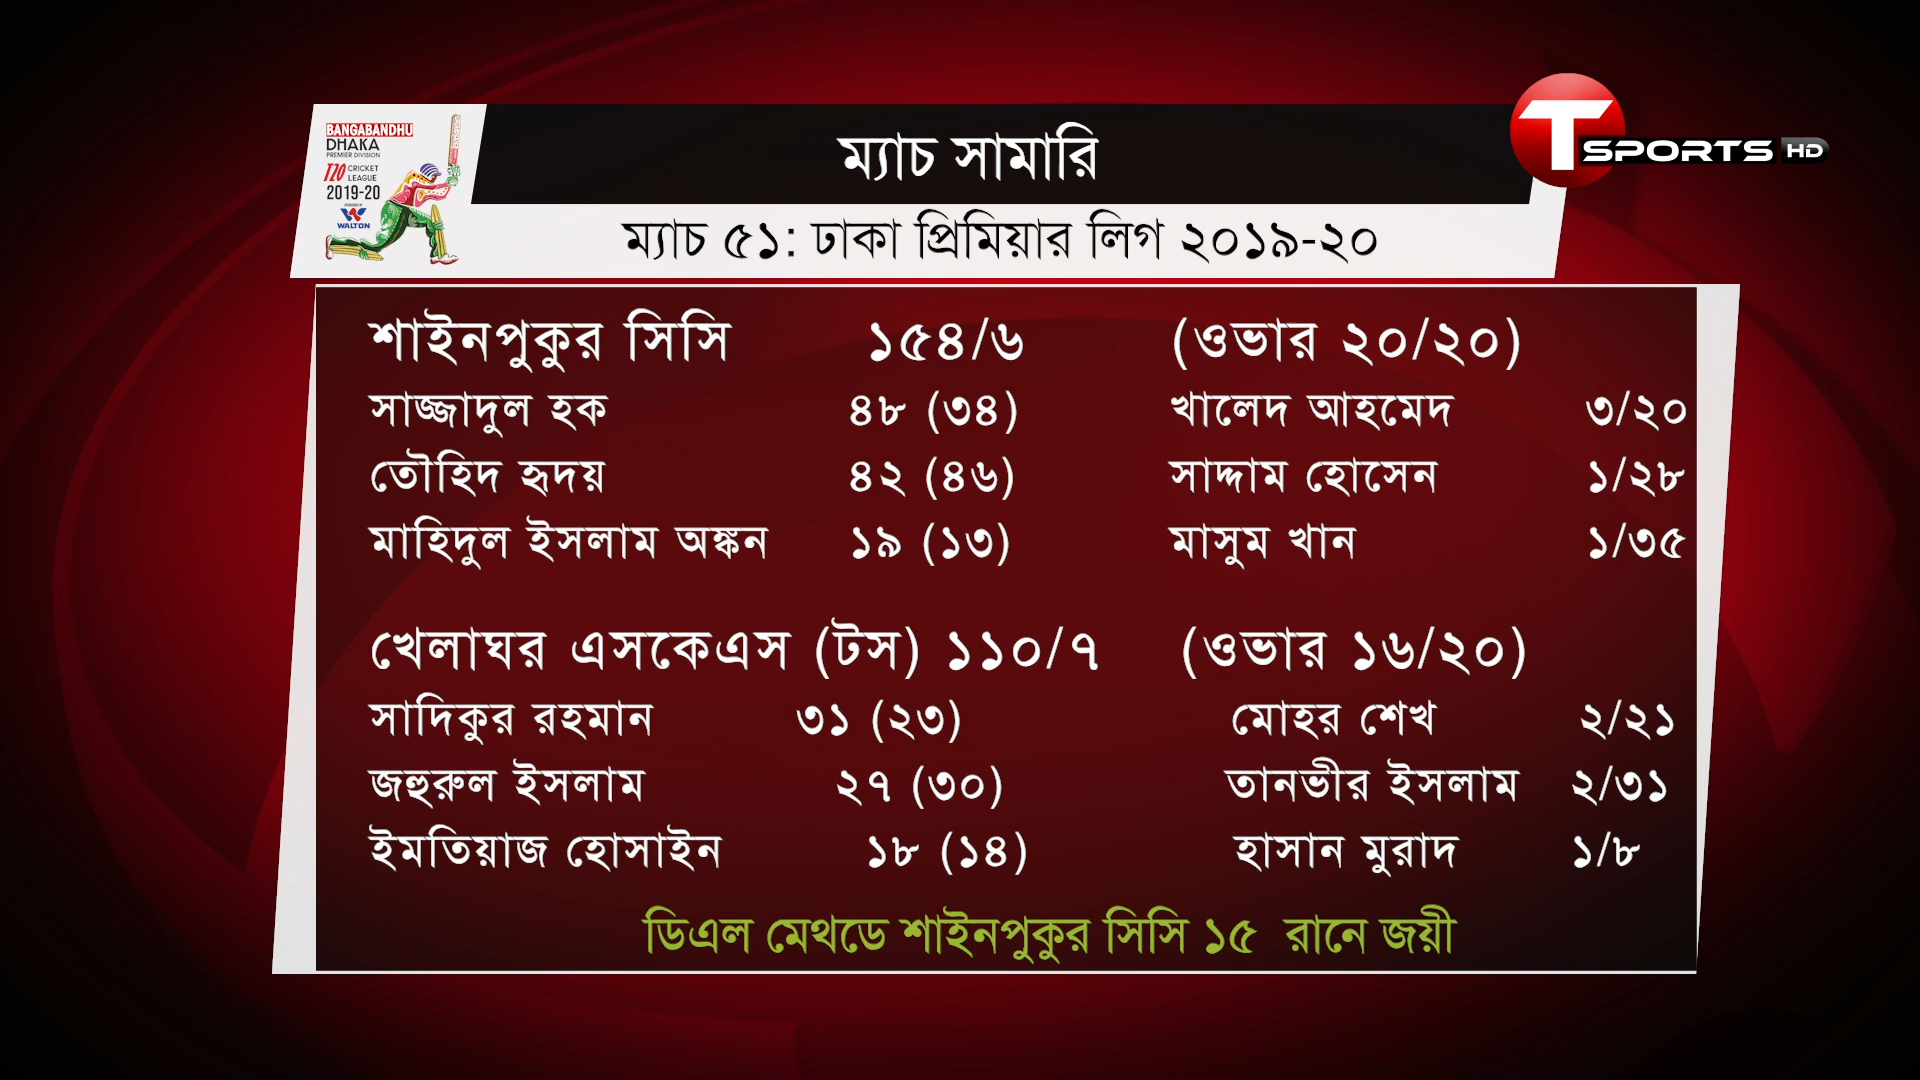 BANGABANDHU
DHAKA
PREMIER DIVISION
T20 CRICKET
LEAGUE
2019-20
SPONSORED BY
WALTON
ম্যাচ সামারি
T SPORTS HD
ম্যাচ ৫১: ঢাকা প্রিমিয়ার লিগ ২০১৯-২০
শাইনপুকুর সিসি ১৫৪/৬ (ওভার ২০/২০)
সাজ্জাদুল হক ৪৮ (৩৪) খালেদ আহমেদ ৩/২০
তৌহিদ হৃদয় ৪২ (৪৬) সাদ্দাম হোসেন ১/২৮
মাহিদুল ইসলাম অঙ্কন ১৯ (১৩) মাসুম খান ১/৩৫
খেলাঘর এসকেএস (টস) ১১০/৭ (ওভার ১৬/২০)
সাদিকুর রহমান ৩১ (২৩) মোহর শেখ ২/২১
জহুরুল ইসলাম ২৭ (৩০) তানভীর ইসলাম ২/৩১
ইমতিয়াজ হোসাইন ১৮ (১৪) হাসান মুরাদ ১/৮
ডিএল মেথডে শাইনপুকুর সিসি ১৫ রানে জয়ী